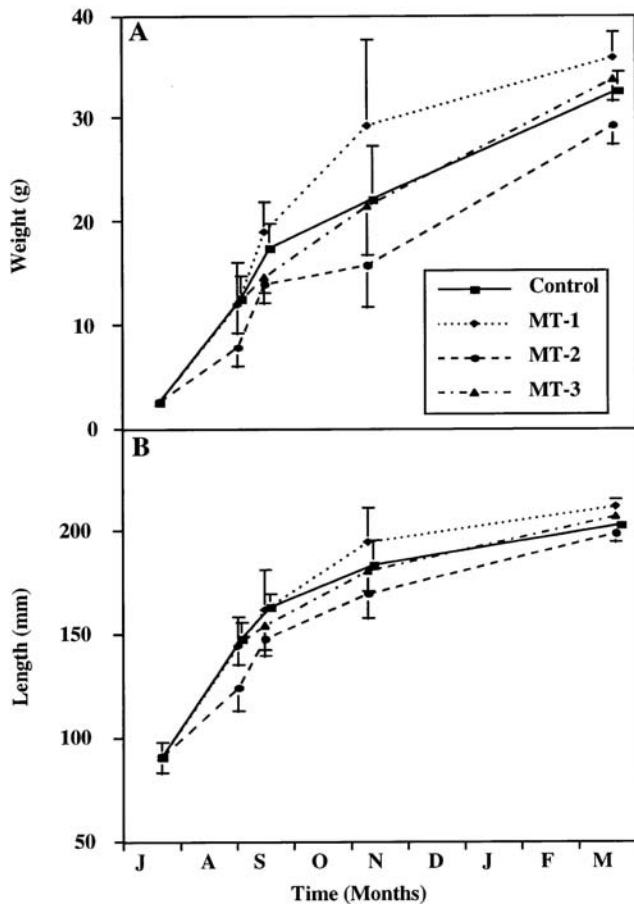 A
40
30
20
10
0
Weight (g)
Control
MT-1
MT-2
MT-3
B
200
150
100
50
Length (mm)
J A S O N D J F M
Time (Months)